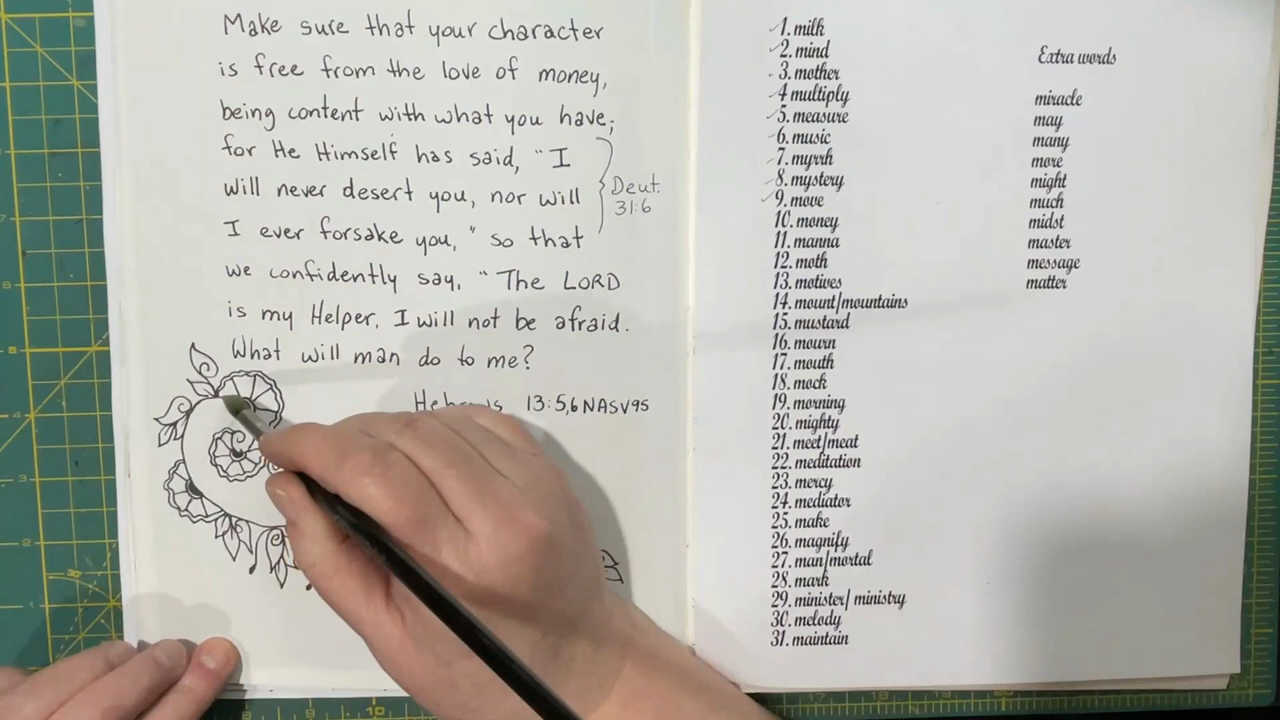 Make sure that your character
is free from the love of money,
being content with what you have;
for He Himself has said, "I
will never desert you, nor will
I ever forsake you," so that
we confidently say, "The LORD
is my Helper, I will not be afraid.
What will man do to me?
Deut.
31:6
13:5,6 NASV95
1. milk
2. mind
3. mother
4 multiply
5. measure
6. music
7. myrrh
8. mystery
9. move
10. money
11. manna
12. moth
13. motives
14. mount/mountains
15. mustard
16. mourn
17. mouth
18. mock
19. morning
20. mighty
21. meet/meat
22. meditation
23. mercy
24. mediator
25. make
26. magnify
27. man/mortal
28. mark
29. minister/ ministry
30. melody
31. maintain
Extra words
miracle
may
many
more
might
much
midst
master
message
matter